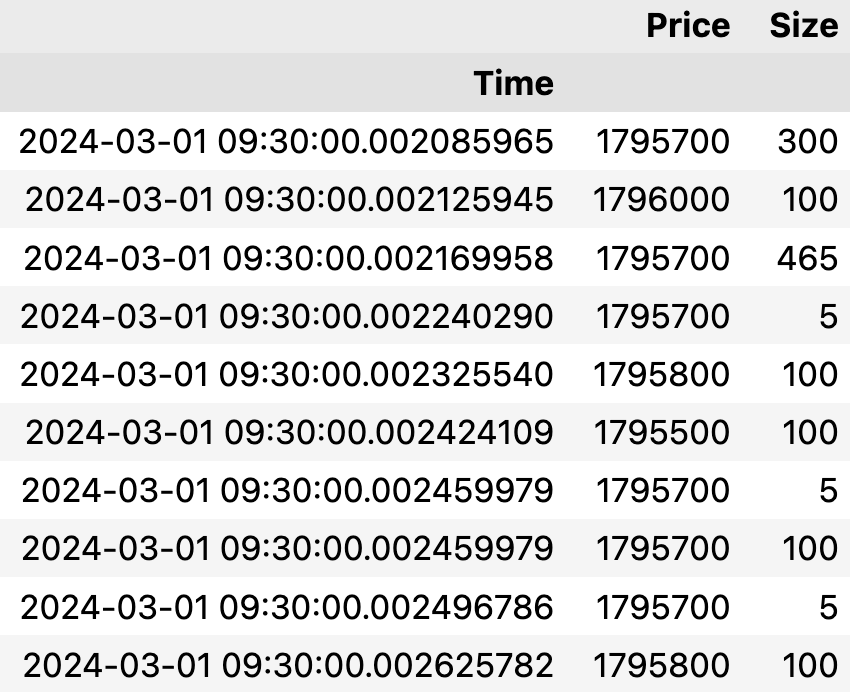 Price Size
Time
2024-03-01 09:30:00.002085965 1795700 300
2024-03-01 09:30:00.002125945 1796000 100
2024-03-01 09:30:00.002169958 1795700 465
2024-03-01 09:30:00.002240290 1795700 5
2024-03-01 09:30:00.002325540 1795800 100
2024-03-01 09:30:00.002424109 1795500 100
2024-03-01 09:30:00.002459979 1795700 5
2024-03-01 09:30:00.002459979 1795700 100
2024-03-01 09:30:00.002496786 1795700 5
2024-03-01 09:30:00.002625782 1795800 100